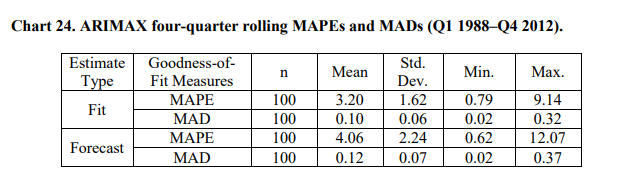 Chart 24. ARIMAX four-quarter rolling MAPEs and MADs (Q1 1988–Q4 2012).
Estimate Type Goodness-of-Fit Measures n Mean Std. Dev. Min. Max.
Fit MAPE 100 3.20 1.62 0.79 9.14
MAD 100 0.10 0.06 0.02 0.32
Forecast MAPE 100 4.06 2.24 0.62 12.07
MAD 100 0.12 0.07 0.02 0.37